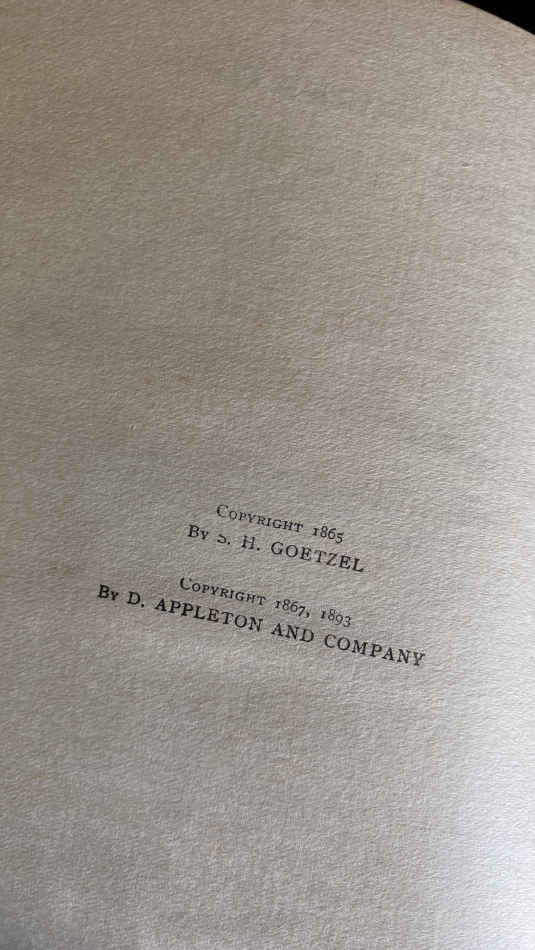 Copyright 1865
By S. H. GOETZEL
Copyright 1867, 1893
By D. APPLETON AND COMPANY